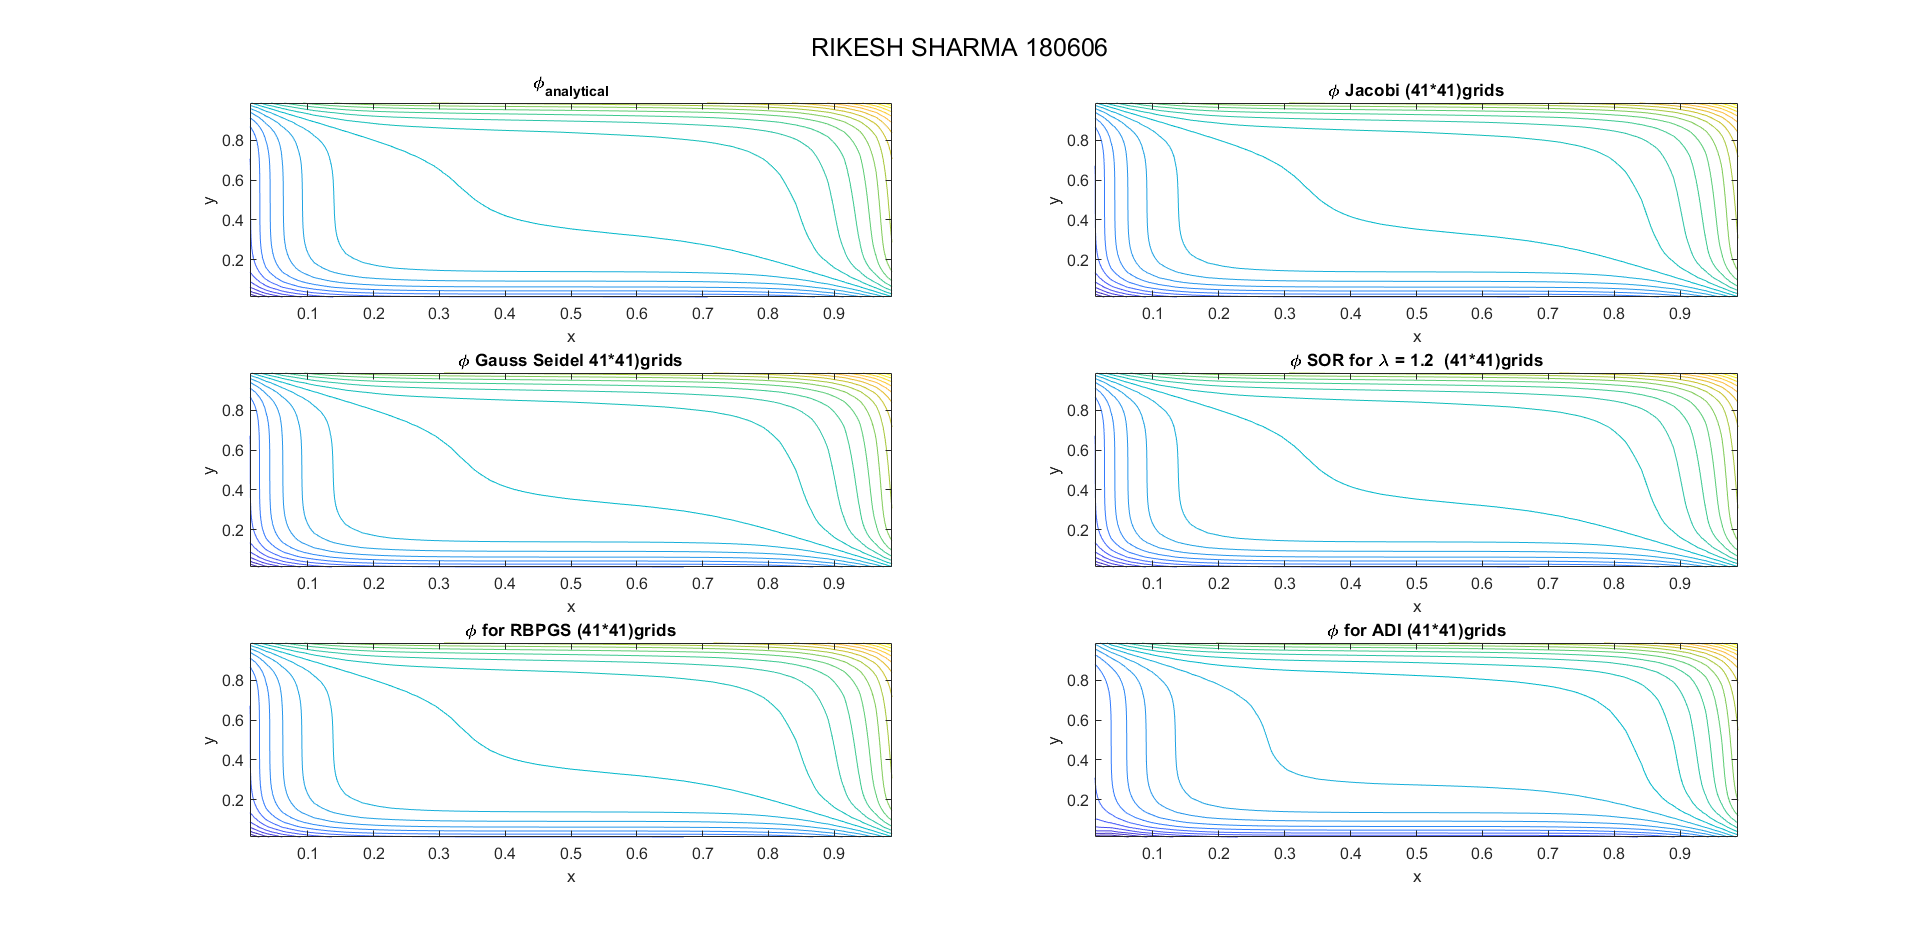 RIKESH SHARMA 180606
ϕ analytical
0.8
0.6
0.4
0.2
y
0.1 0.2 0.3 0.4 0.5 0.6 0.7 0.8 0.9
x
ϕ Jacobi (41*41)grids
0.8
0.6
0.4
0.2
y
0.1 0.2 0.3 0.4 0.5 0.6 0.7 0.8 0.9
x
ϕ Gauss Seidel 41*41)grids
0.8
0.6
0.4
0.2
y
0.1 0.2 0.3 0.4 0.5 0.6 0.7 0.8 0.9
x
ϕ SOR for λ = 1.2 (41*41)grids
0.8
0.6
0.4
0.2
y
0.1 0.2 0.3 0.4 0.5 0.6 0.7 0.8 0.9
x
ϕ for RBPGS (41*41)grids
0.8
0.6
0.4
0.2
y
0.1 0.2 0.3 0.4 0.5 0.6 0.7 0.8 0.9
x
ϕ for ADI (41*41)grids
0.8
0.6
0.4
0.2
y
0.1 0.2 0.3 0.4 0.5 0.6 0.7 0.8 0.9
x